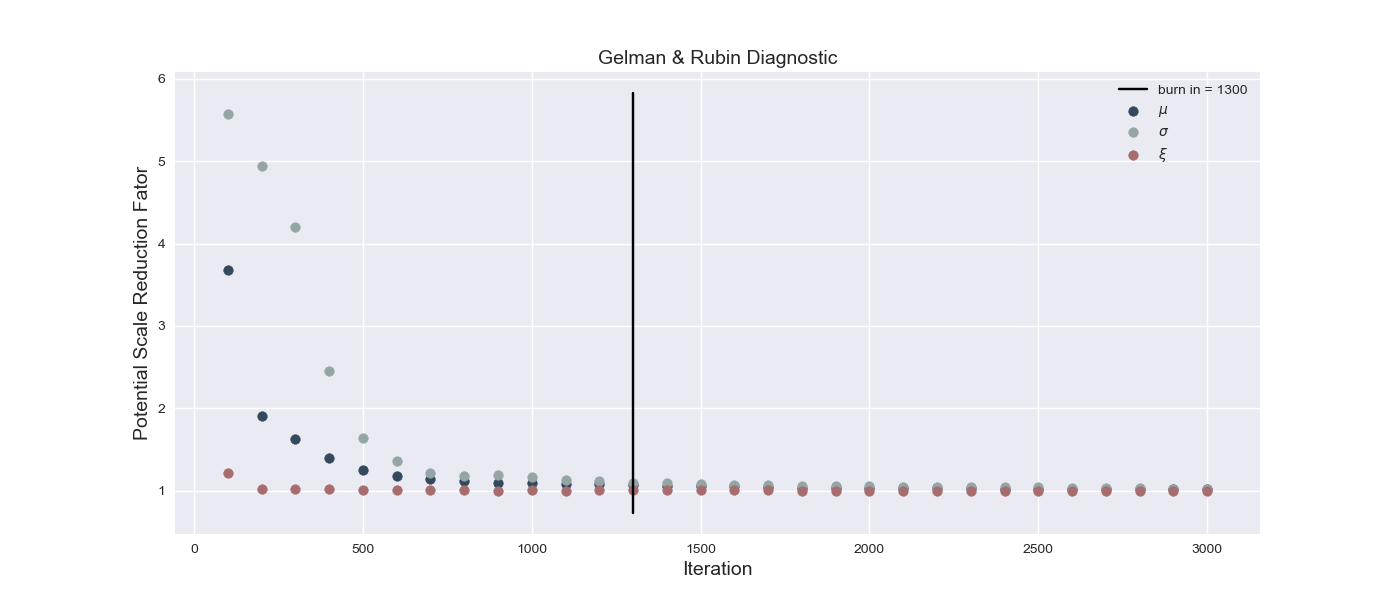 Gelman & Rubin Diagnostic
6
5
4
3
2
1
Potential Scale Reduction Fator
burn in = 1300
μ
σ
ξ
0 500 1000 1500 2000 2500 3000
Iteration